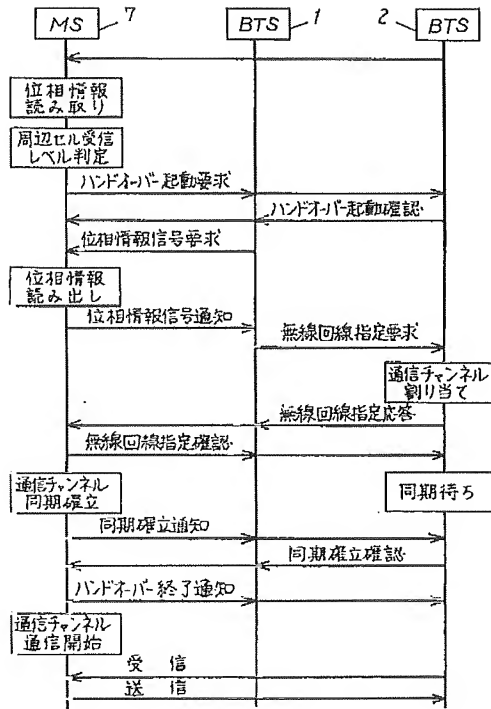 MS 7
BTS 1
2 BTS
位相情報
読み取り
周辺セル受信
レベル判定
ハンドオーバー起動要求
ハンドオーバー起動確認
位相情報信号要求
位相情報
読み出し
位相情報信号通知
無線回線指定要求
通信チャンネル
割り当て
無線回線指定応答
無線回線指定確認
通信チャンネル
同期確立
同期待ち
同期確立通知
同期確立確認
ハンドオーバー終了通知
通信チャンネル
通信開始
受信
送信